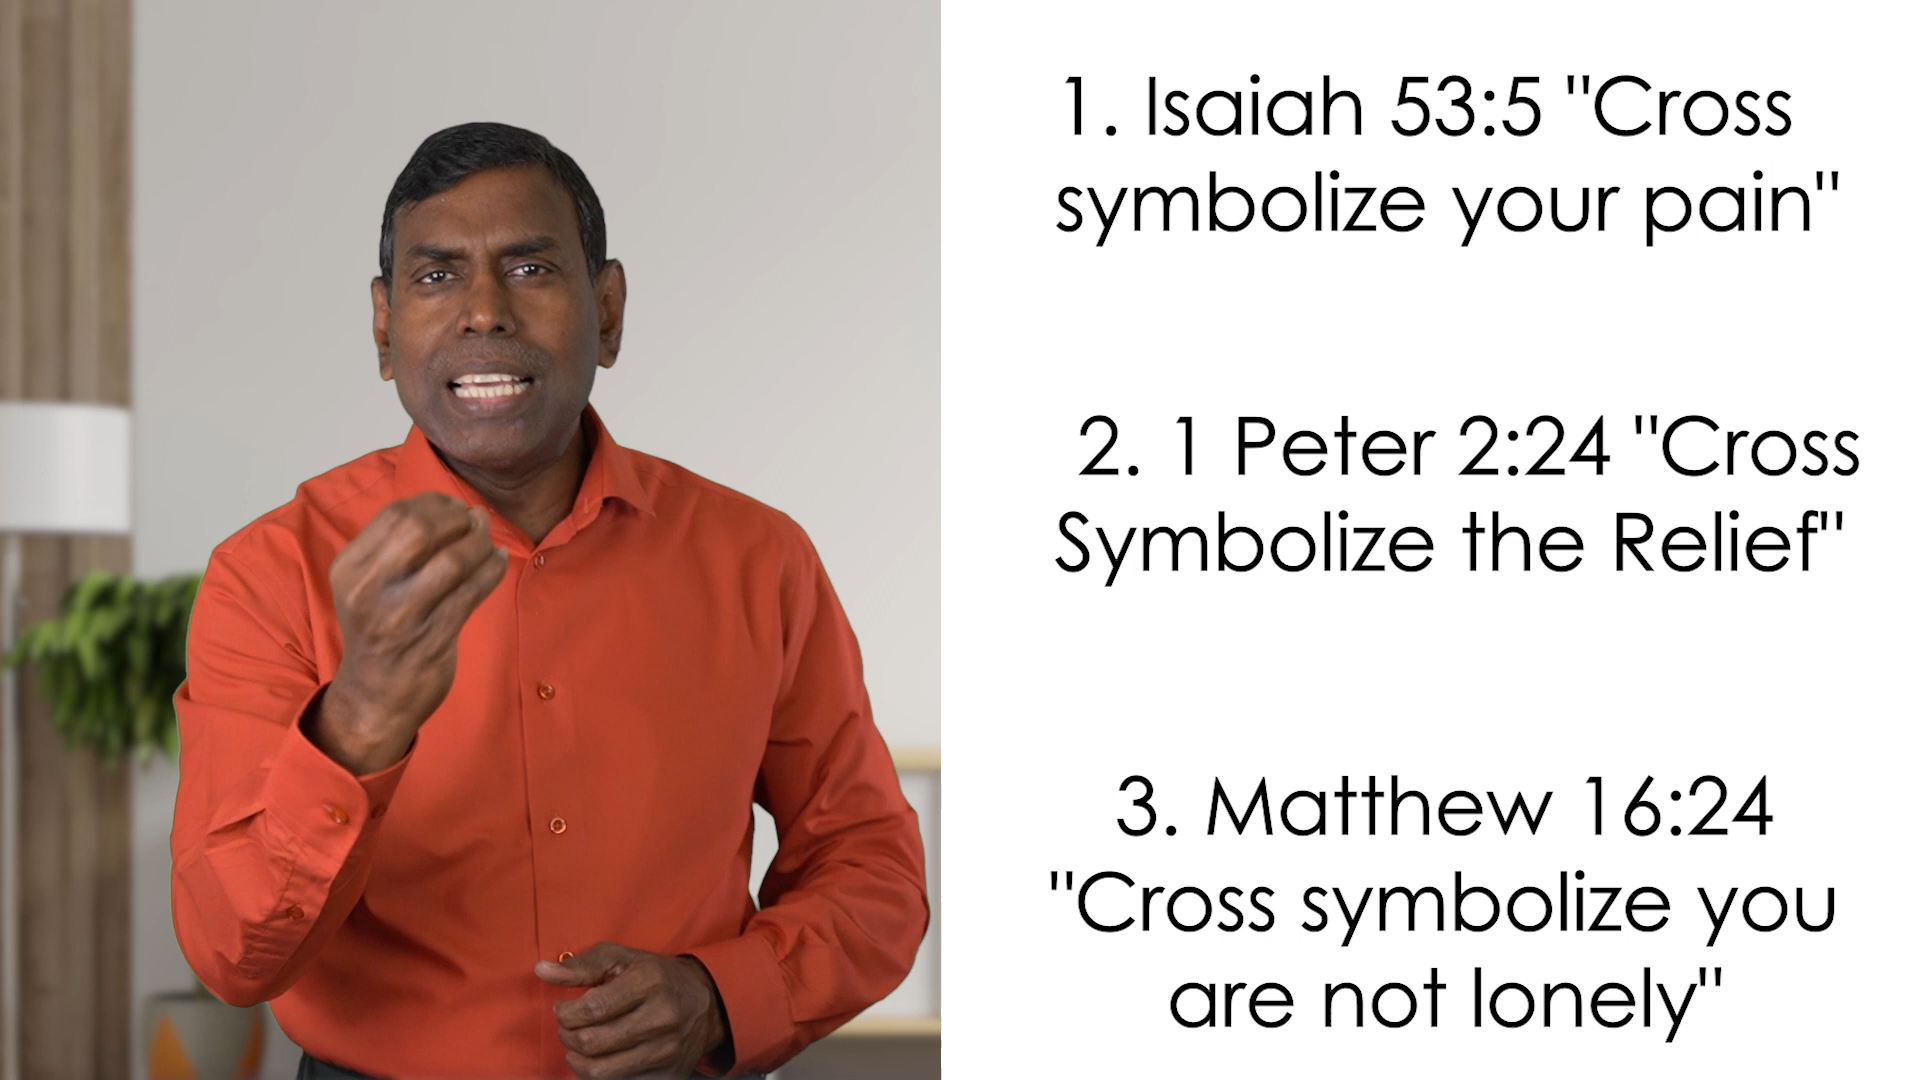 1. Isaiah 53:5 "Cross
symbolize your pain"
2. 1 Peter 2:24 "Cross
Symbolize the Relief"
3. Matthew 16:24
"Cross symbolize you
are not lonely"